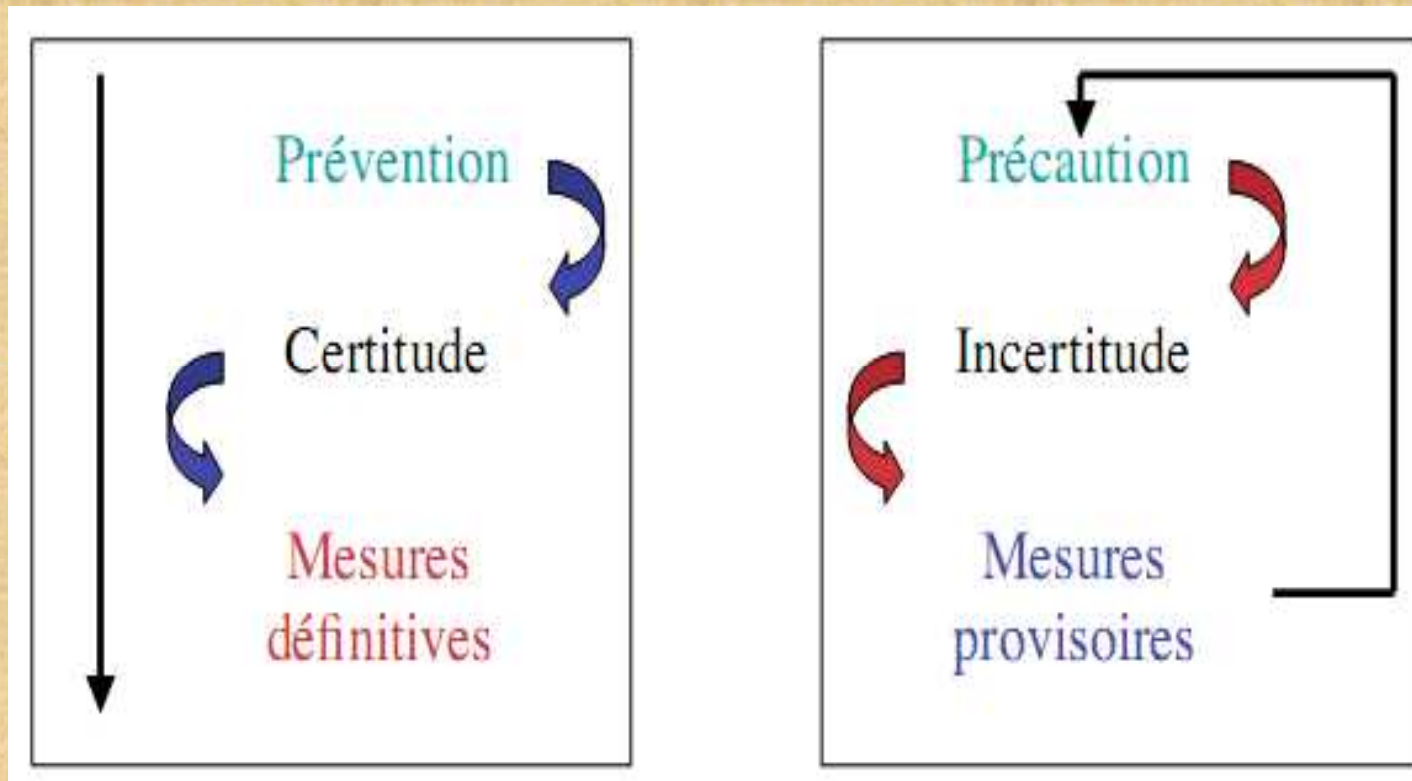 Prévention
Certitude
Mesures
définitives
Précaution
Incertitude
Mesures
provisoires